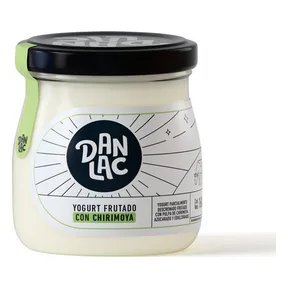 DAN
LAC
YOGURT FRUTADO
CON CHIRIMOYA
YOGURT PARCIALMENTE
DESCREMADO FRUTADO
CON PULPA DE CHIRIMOYA
AZUCARADO Y EDULCORADO